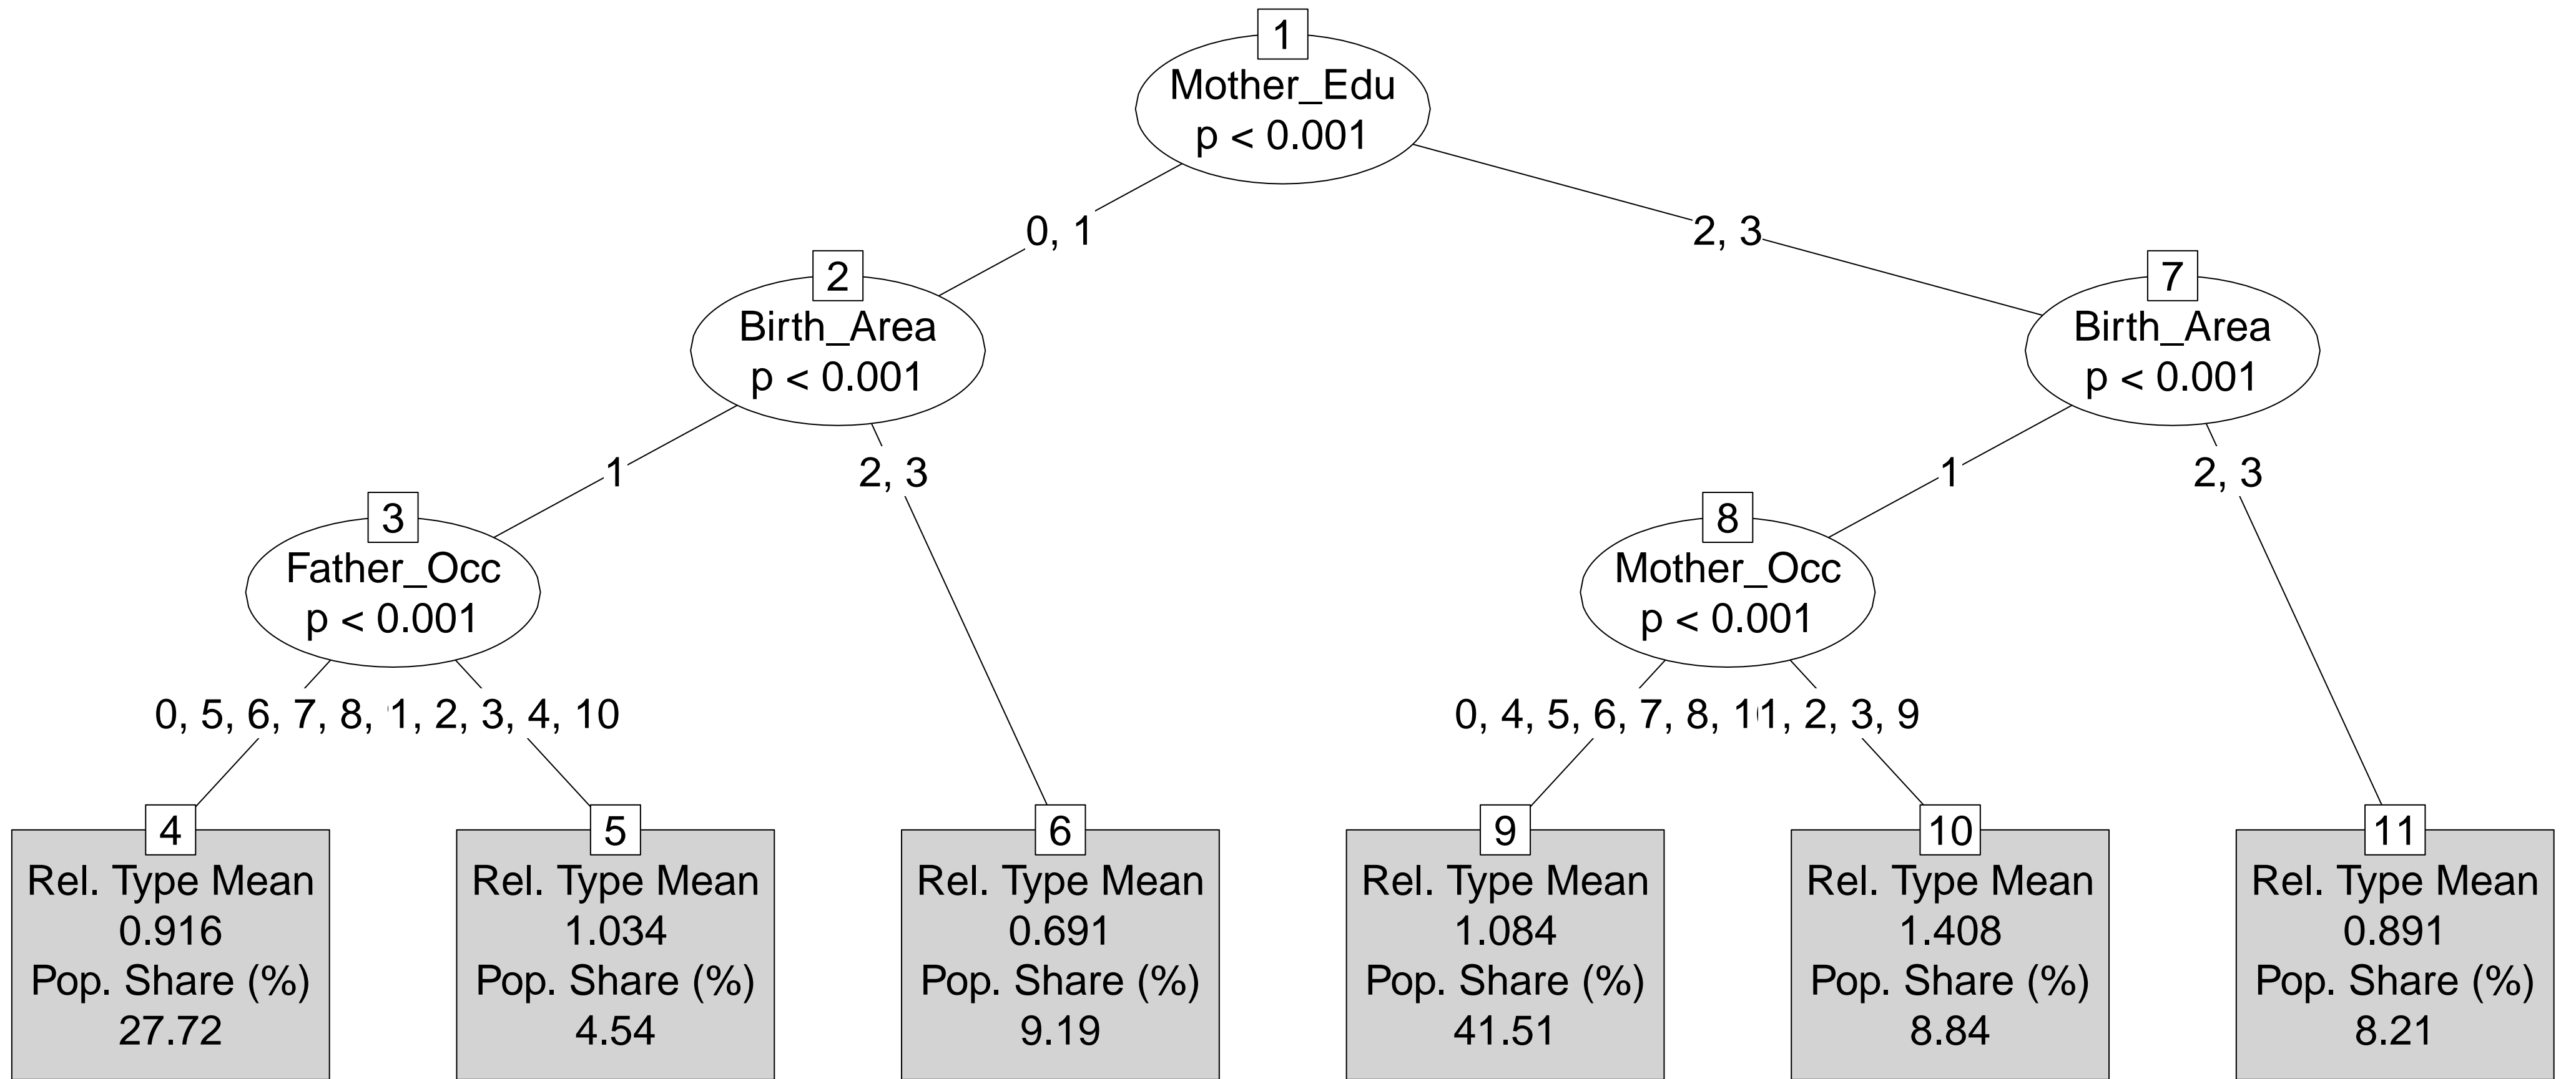 1
Mother_Edu
p < 0.001
0, 1
2, 3
2
Birth_Area
p < 0.001
7
Birth_Area
p < 0.001
1
2, 3
1
2, 3
3
Father_Occ
p < 0.001
8
Mother_Occ
p < 0.001
0, 5, 6, 7, 8,
1, 2, 3, 4, 10
0, 4, 5, 6, 7, 8, 1
1, 2, 3, 9
4
Rel. Type Mean
0.916
Pop. Share (%)
27.72
5
Rel. Type Mean
1.034
Pop. Share (%)
4.54
6
Rel. Type Mean
0.691
Pop. Share (%)
9.19
9
Rel. Type Mean
1.084
Pop. Share (%)
41.51
10
Rel. Type Mean
1.408
Pop. Share (%)
8.84
11
Rel. Type Mean
0.891
Pop. Share (%)
8.21